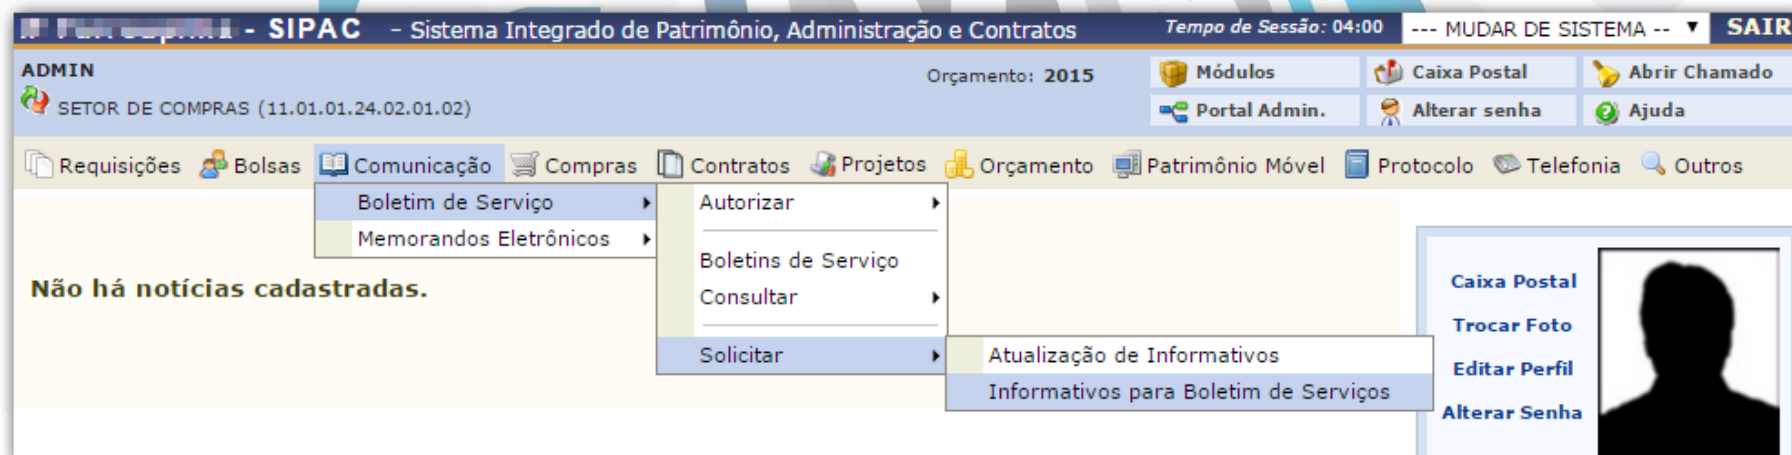 - SIPAC - Sistema Integrado de Patrimônio, Administração e Contratos Tempo de Sessão: 04:00 --- MUDAR DE SISTEMA -- SAIR
ADMIN Orçamento: 2015 Módulos Caixa Postal Abrir Chamado
SETOR DE COMPRAS (11.01.01.24.02.01.02) Portal Admin. Alterar senha Ajuda
Requisições Bolsas Comunicação Compras Contratos Projetos Orçamento Patrimônio Móvel Protocolo Telefonia Outros
Boletim de Serviço
Memorandos Eletrônicos
Autorizar
Boletins de Serviço
Consultar
Solicitar
Atualização de Informativos
Informativos para Boletim de Serviços
Não há notícias cadastradas.
Caixa Postal
Trocar Foto
Editar Perfil
Alterar Senha